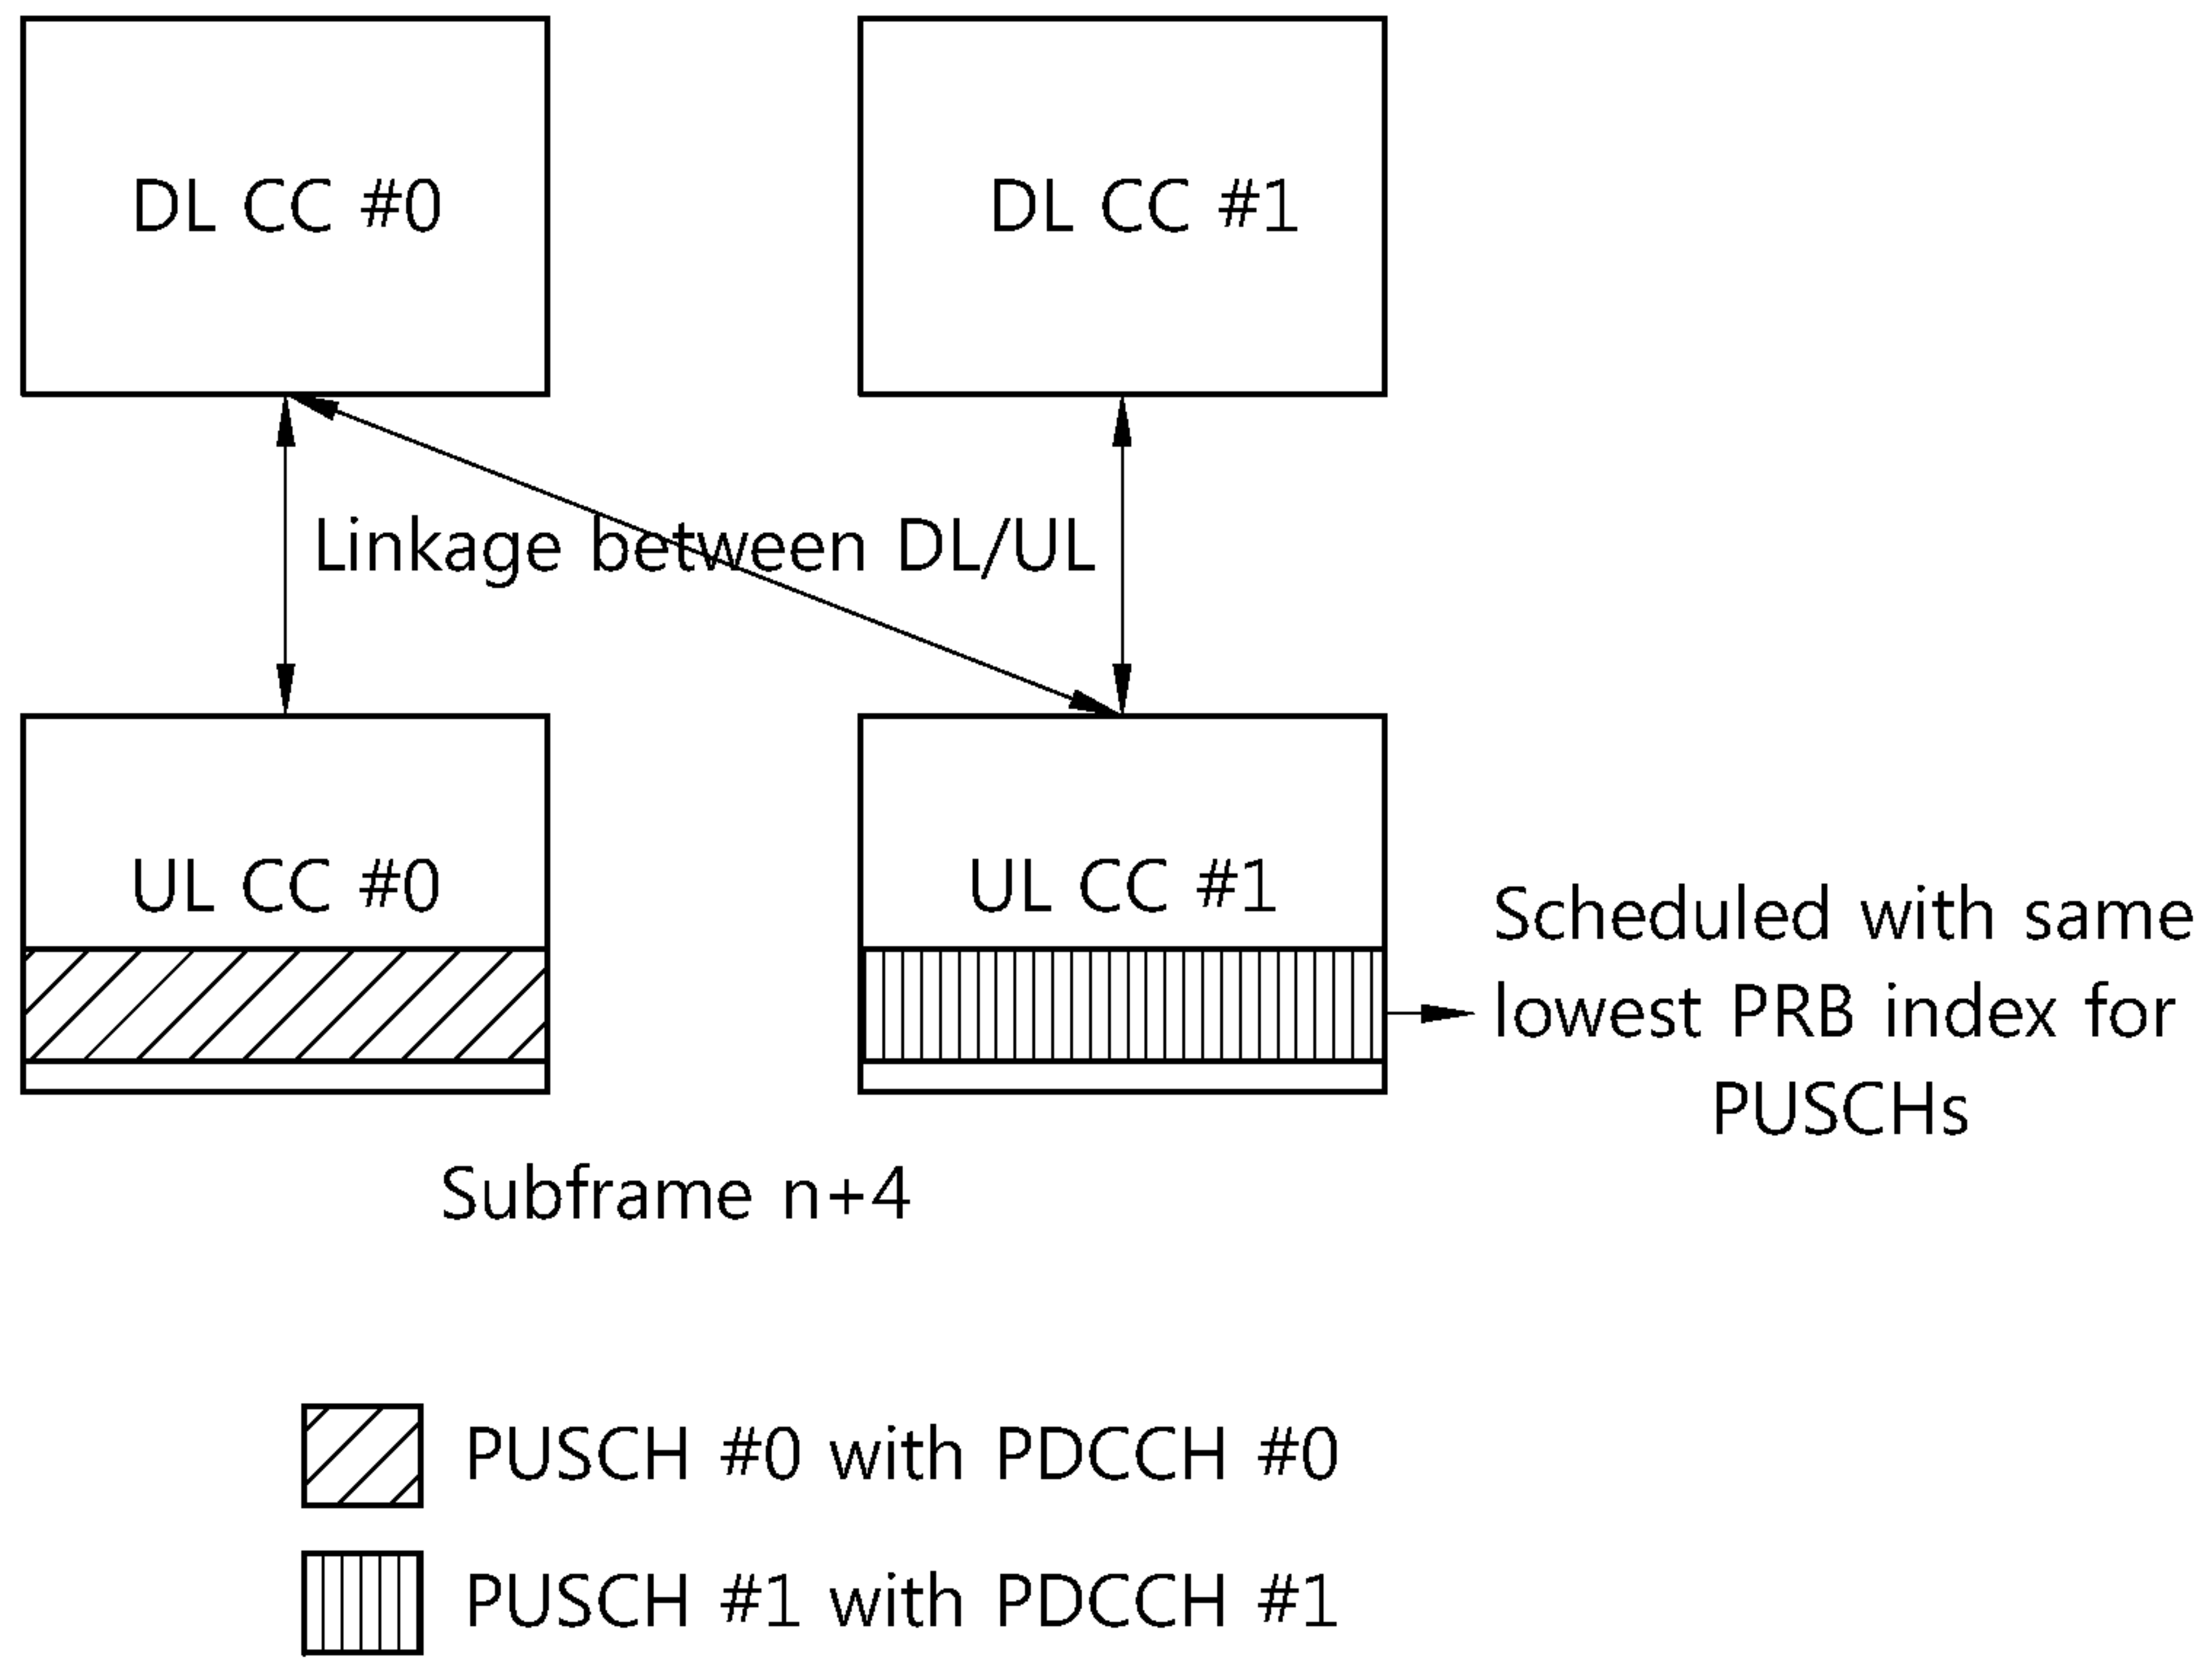 DL CC #0
DL CC #1
Linkage between DL/UL
UL CC #0
UL CC #1
Scheduled with same
lowest PRB index for
PUSCHs
Subframe n+4
PUSCH #0 with PDCCH #0
PUSCH #1 with PDCCH #1